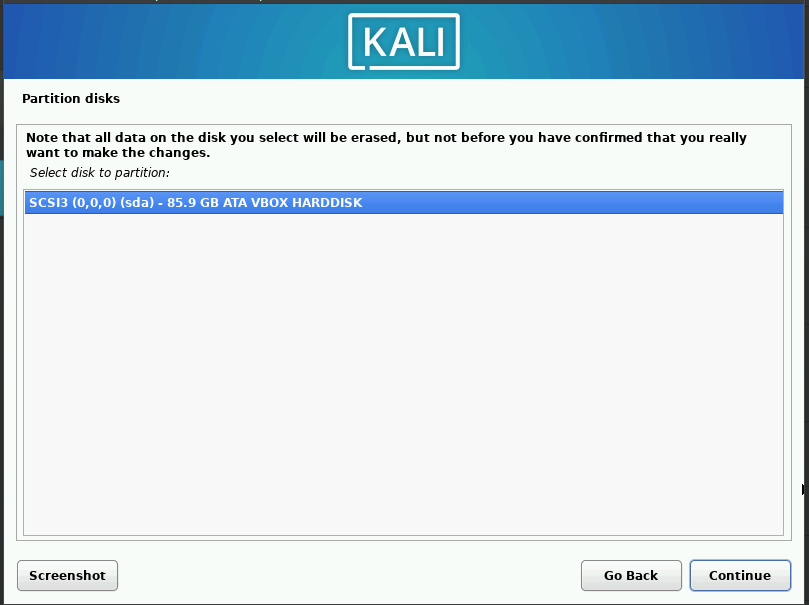 KALI
Partition disks
Note that all data on the disk you select will be erased, but not before you have confirmed that you really
want to make the changes.
Select disk to partition:
SCSI3 (0,0,0) (sda) - 85.9 GB ATA VBOX HARDDISK
Screenshot
Go Back
Continue